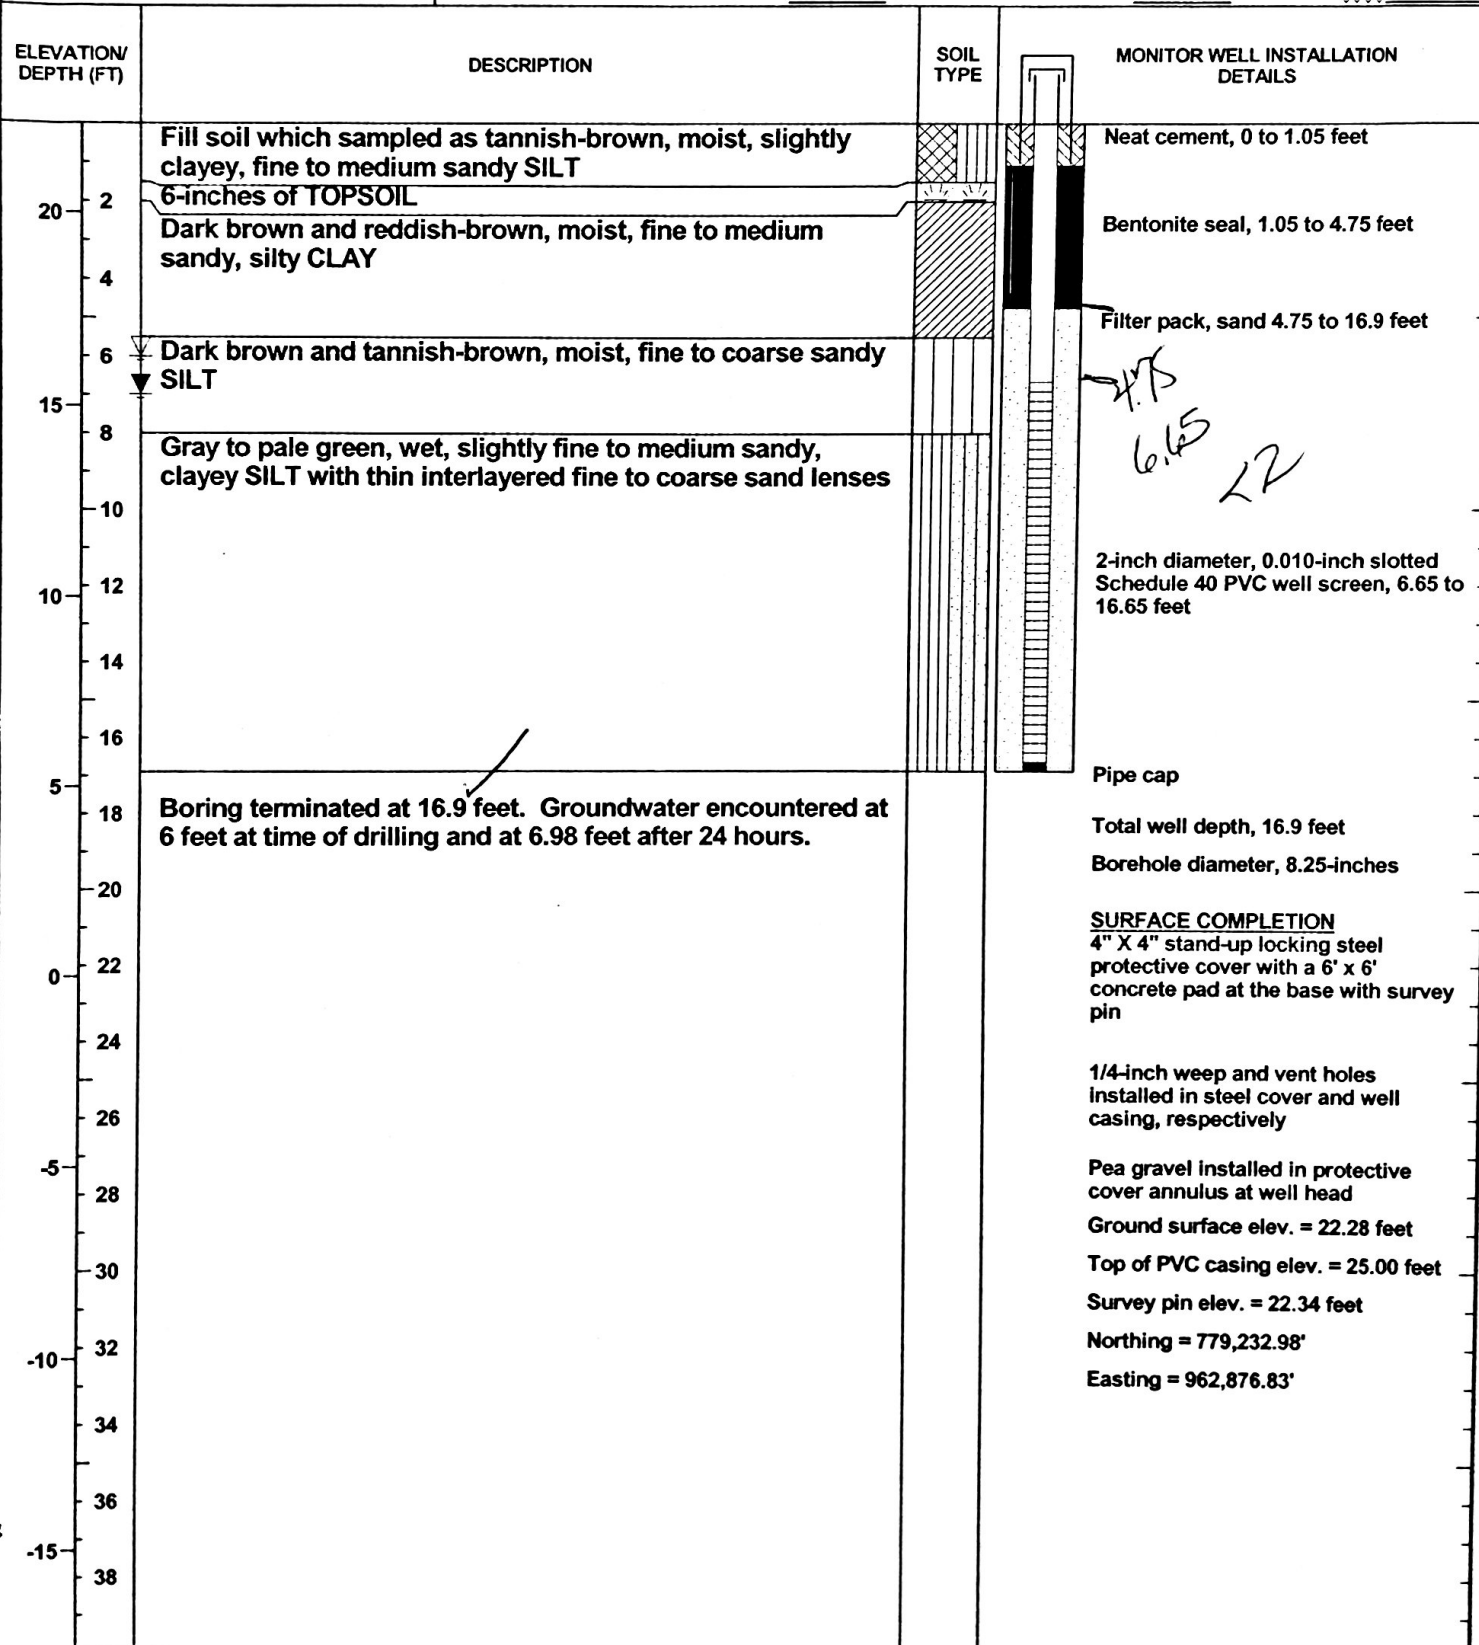 ELEVATION/
DEPTH (FT)
DESCRIPTION
SOIL
TYPE
MONITOR WELL INSTALLATION
DETAILS
Fill soil which sampled as tannish-brown, moist, slightly
clayey, fine to medium sandy SILT
6-inches of TOPSOIL
Dark brown and reddish-brown, moist, fine to medium
sandy, silty CLAY
Dark brown and tannish-brown, moist, fine to coarse sandy
SILT
Gray to pale green, wet, slightly fine to medium sandy,
clayey SILT with thin interlayered fine to coarse sand lenses
Boring terminated at 16.9 feet. Groundwater encountered at
6 feet at time of drilling and at 6.98 feet after 24 hours.
20
15
10
5
0
-5
-10
-15
2
4
6
8
10
12
14
16
18
20
22
24
26
28
30
32
34
36
38
Neat cement, 0 to 1.05 feet
Bentonite seal, 1.05 to 4.75 feet
Filter pack, sand 4.75 to 16.9 feet
4.75
6.65
2-inch diameter, 0.010-inch slotted
Schedule 40 PVC well screen, 6.65 to
16.65 feet
Pipe cap
Total well depth, 16.9 feet
Borehole diameter, 8.25-inches
SURFACE COMPLETION
4" X 4" stand-up locking steel
protective cover with a 6' x 6'
concrete pad at the base with survey
pin
1/4-inch weep and vent holes
installed in steel cover and well
casing, respectively
Pea gravel installed in protective
cover annulus at well head
Ground surface elev. = 22.28 feet
Top of PVC casing elev. = 25.00 feet
Survey pin elev. = 22.34 feet
Northing = 779,232.98'
Easting = 962,876.83'